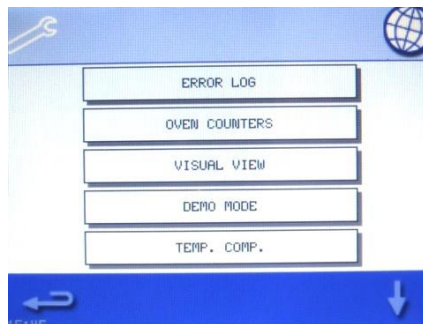 ERROR LOG
OVEN COUNTERS
VISUAL VIEW
DEMO MODE
TEMP. COMP.